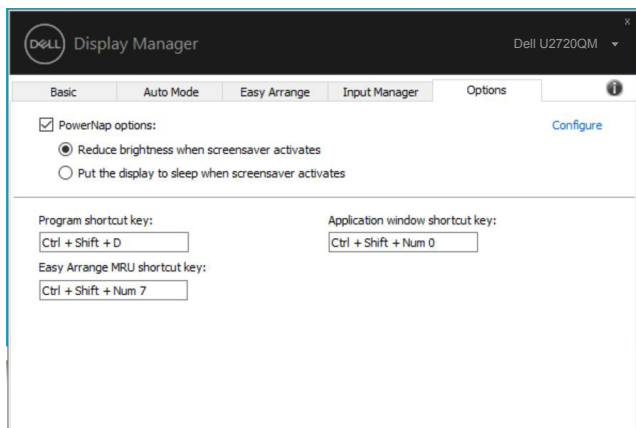 x
DELL Display Manager
Dell U2720QM
Basic Auto Mode Easy Arrange Input Manager Options i
PowerNap options: Configure
Reduce brightness when screensaver activates
Put the display to sleep when screensaver activates
Program shortcut key: Application window shortcut key:
Ctrl + Shift + D Ctrl + Shift + Num 0
Easy Arrange MRU shortcut key:
Ctrl + Shift + Num 7